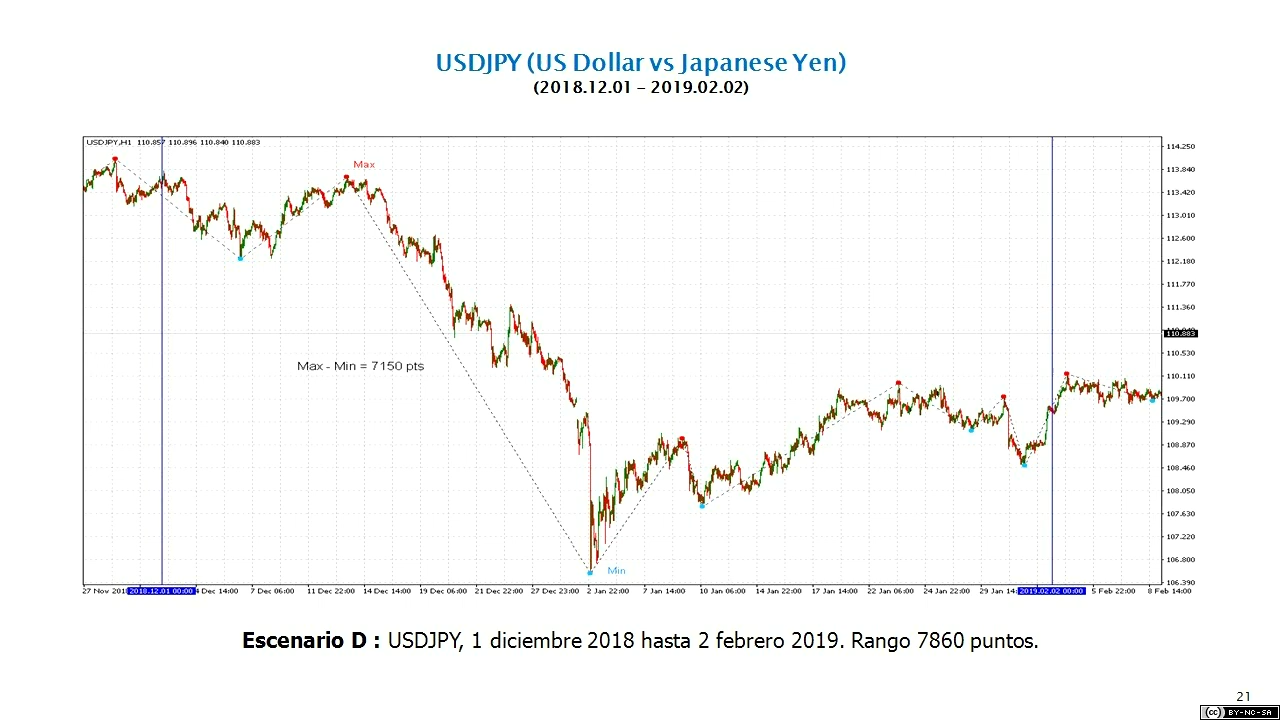 USDJPY (US Dollar vs Japanese Yen)
(2018.12.01 – 2019.02.02)
USDJPY,H1 110.857 110.896 110.840 110.883
Max
Max - Min = 7150 pts
Min
114.250
113.840
113.420
113.010
112.600
112.180
111.770
111.360
110.883
110.530
110.110
109.700
109.290
108.870
108.460
108.050
107.630
107.220
106.800
106.390
27 Nov 2018.12.01 00:00 4 Dec 14:00 7 Dec 06:00 11 Dec 22:00 14 Dec 14:00 19 Dec 06:00 21 Dec 22:00 27 Dec 23:00 2 Jan 22:00 7 Jan 14:00 10 Jan 06:00 14 Jan 22:00 17 Jan 14:00 22 Jan 06:00 24 Jan 22:00 29 Jan 2019.02.02 00:00 5 Feb 22:00 8 Feb 14:00
Escenario D : USDJPY, 1 diciembre 2018 hasta 2 febrero 2019. Rango 7860 puntos.
21
cc BY-NC-SA